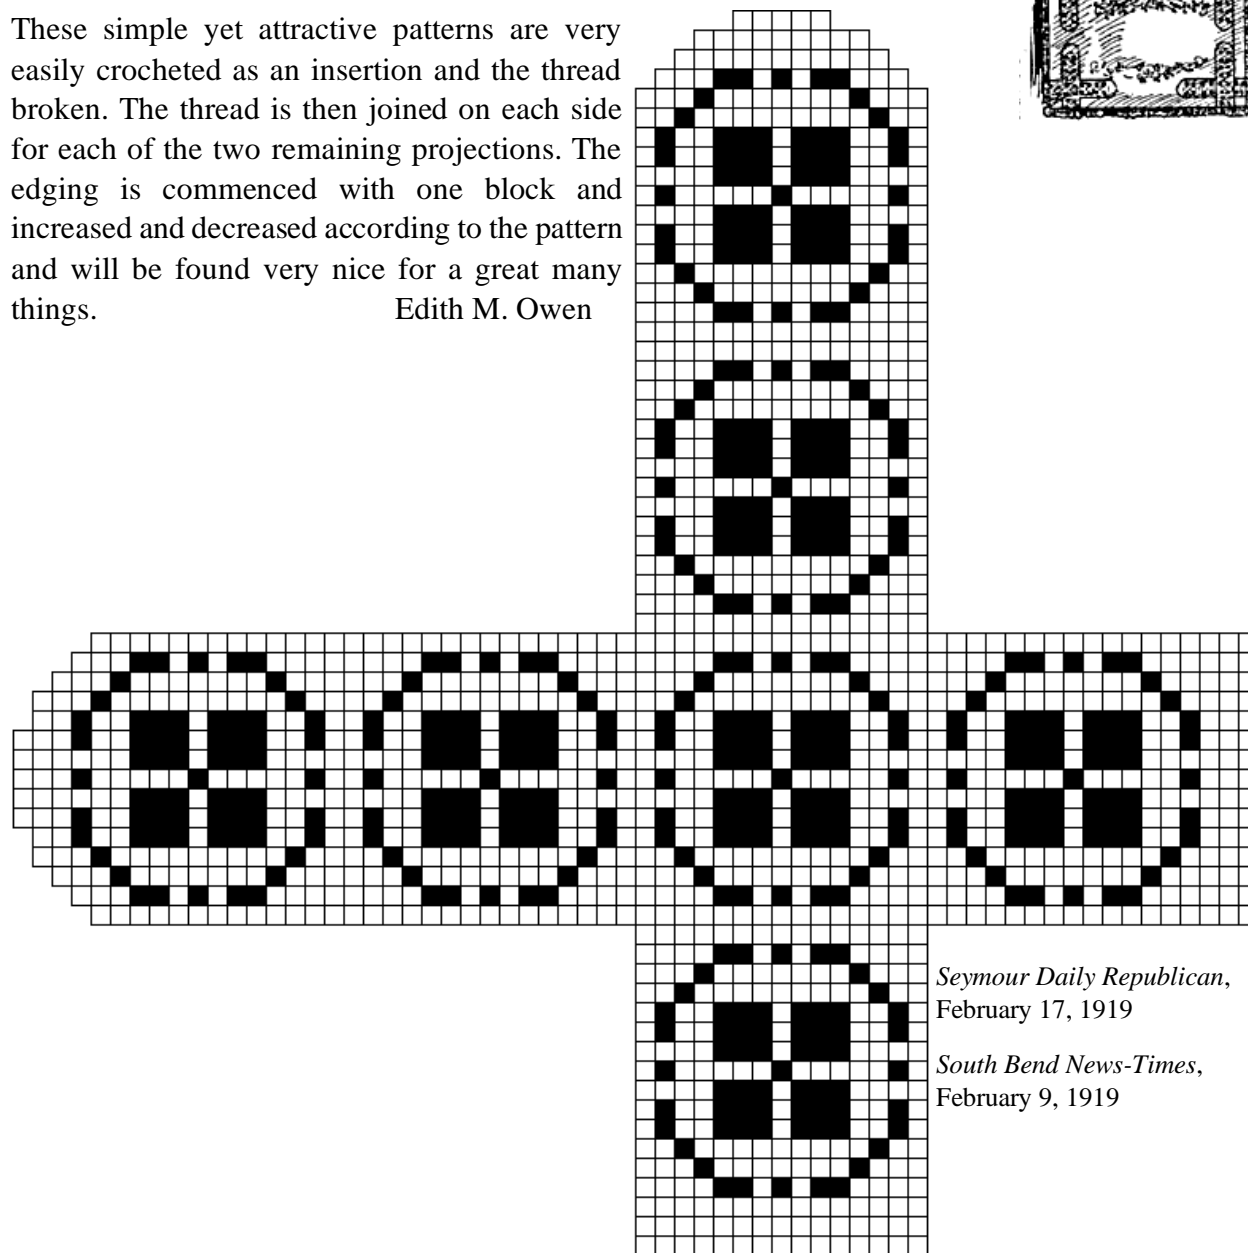 These simple yet attractive patterns are very
easily crocheted as an insertion and the thread
broken. The thread is then joined on each side
for each of the two remaining projections. The
edging is commenced with one block and
increased and decreased according to the pattern
and will be found very nice for a great many
things. Edith M. Owen
Seymour Daily Republican,
February 17, 1919
South Bend News-Times,
February 9, 1919